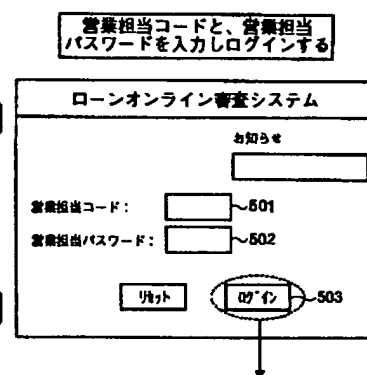 営業担当コードと、営業担当
パスワードを入力しログインする
ローンオンライン審査システム
お知らせ
営業担当コード： 501
営業担当パスワード： 502
リセット ログイン 503